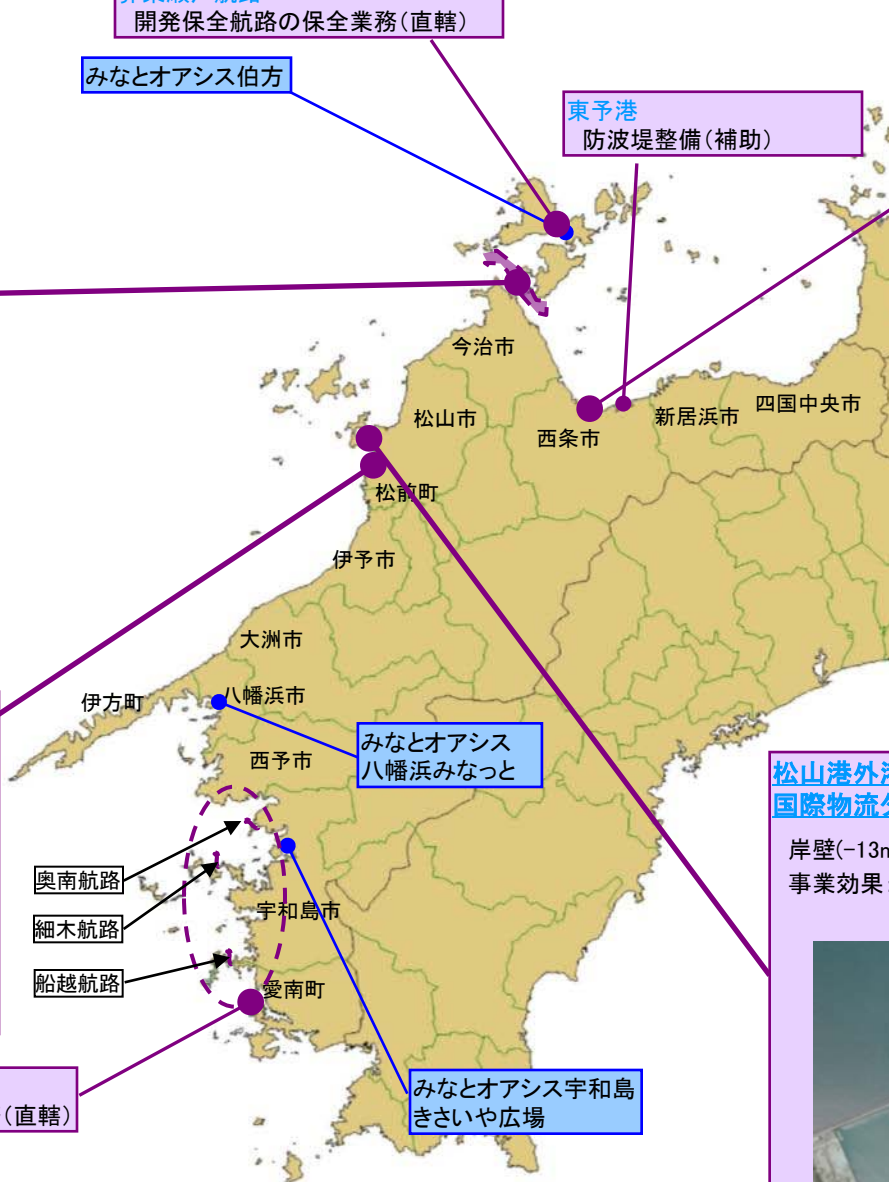 開発保全航路の保全業務(直轄)
みなとオアシス伯方
東予港
防波堤整備(補助)
今治市
松山市
西条市
新居浜市
四国中央市
松前町
伊予市
大洲市
伊方町
八幡浜市
西予市
みなとオアシス
八幡浜みなっと
松山港外
国際物流
岸壁(-13m
事業効果
奥南航路
細木航路
船越航路
宇和島市
愛南町
(直轄)
みなとオアシス宇和島
きさいや広場